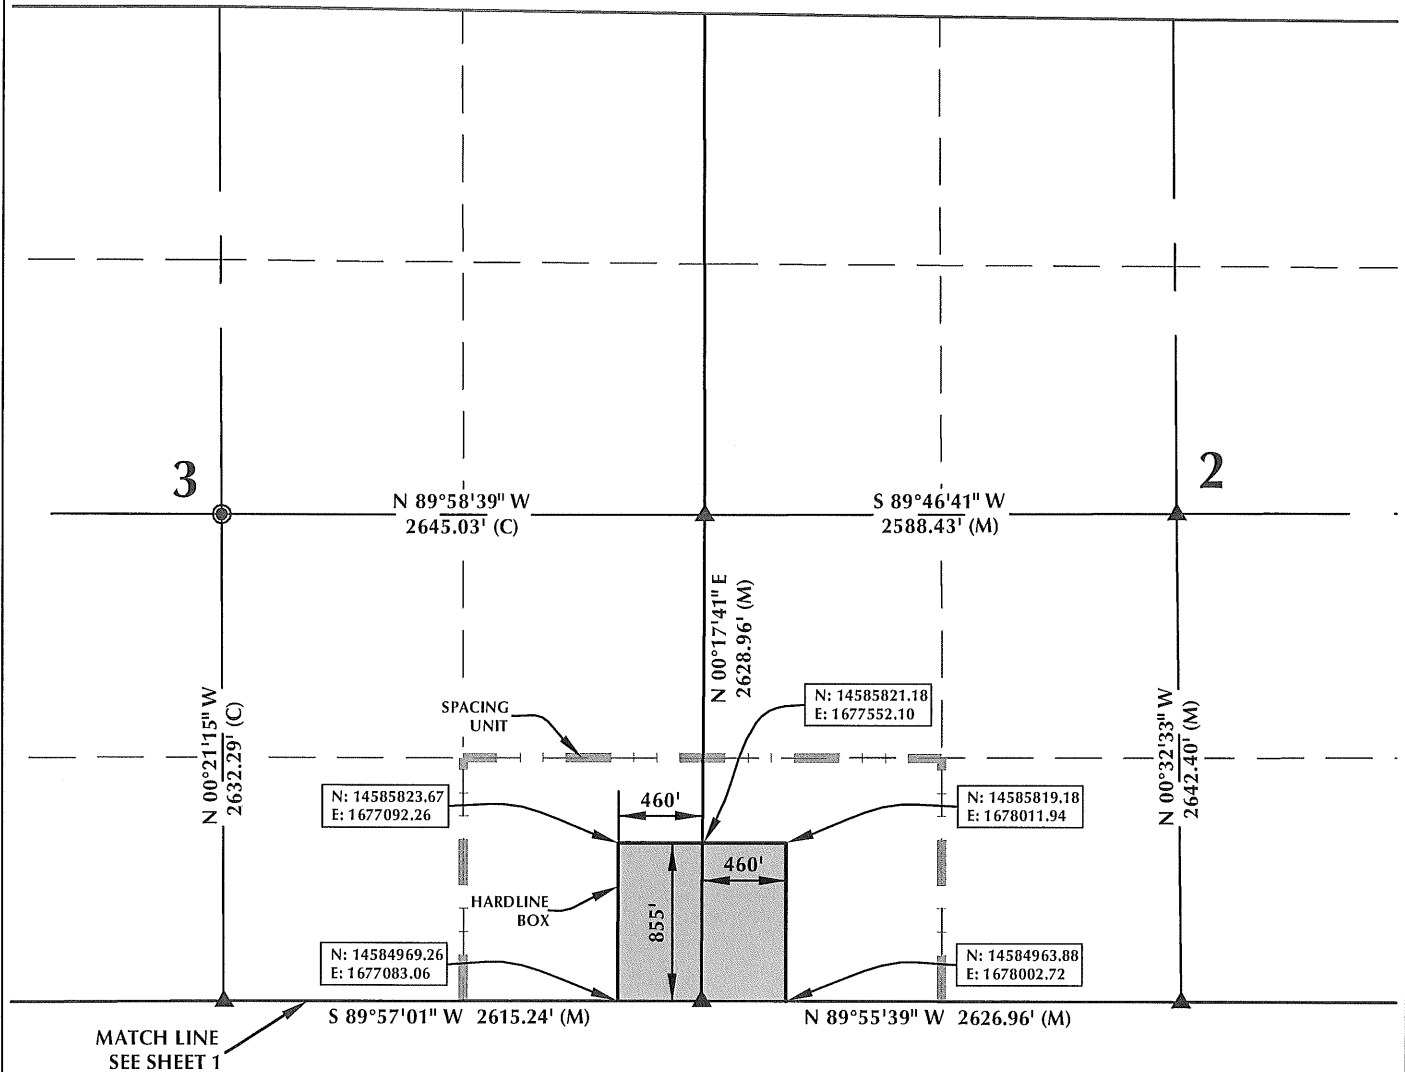 3
2
N 89°58'39" W
2645.03' (C)
S 89°46'41" W
2588.43' (M)
N 00°17'41" E
2628.96' (M)
N 00°21'15" W
2632.29' (C)
N 00°32'33" W
2642.40' (M)
SPACING
UNIT
N: 14585821.18
E: 1677552.10
N: 14585823.67
E: 1677092.26
460'
N: 14585819.18
E: 1678011.94
460'
HARDLINE
BOX
855'
N: 14584969.26
E: 1677083.06
N: 14584963.88
E: 1678002.72
S 89°57'01" W 2615.24' (M)
N 89°55'39" W 2626.96' (M)
MATCH LINE
SEE SHEET 1